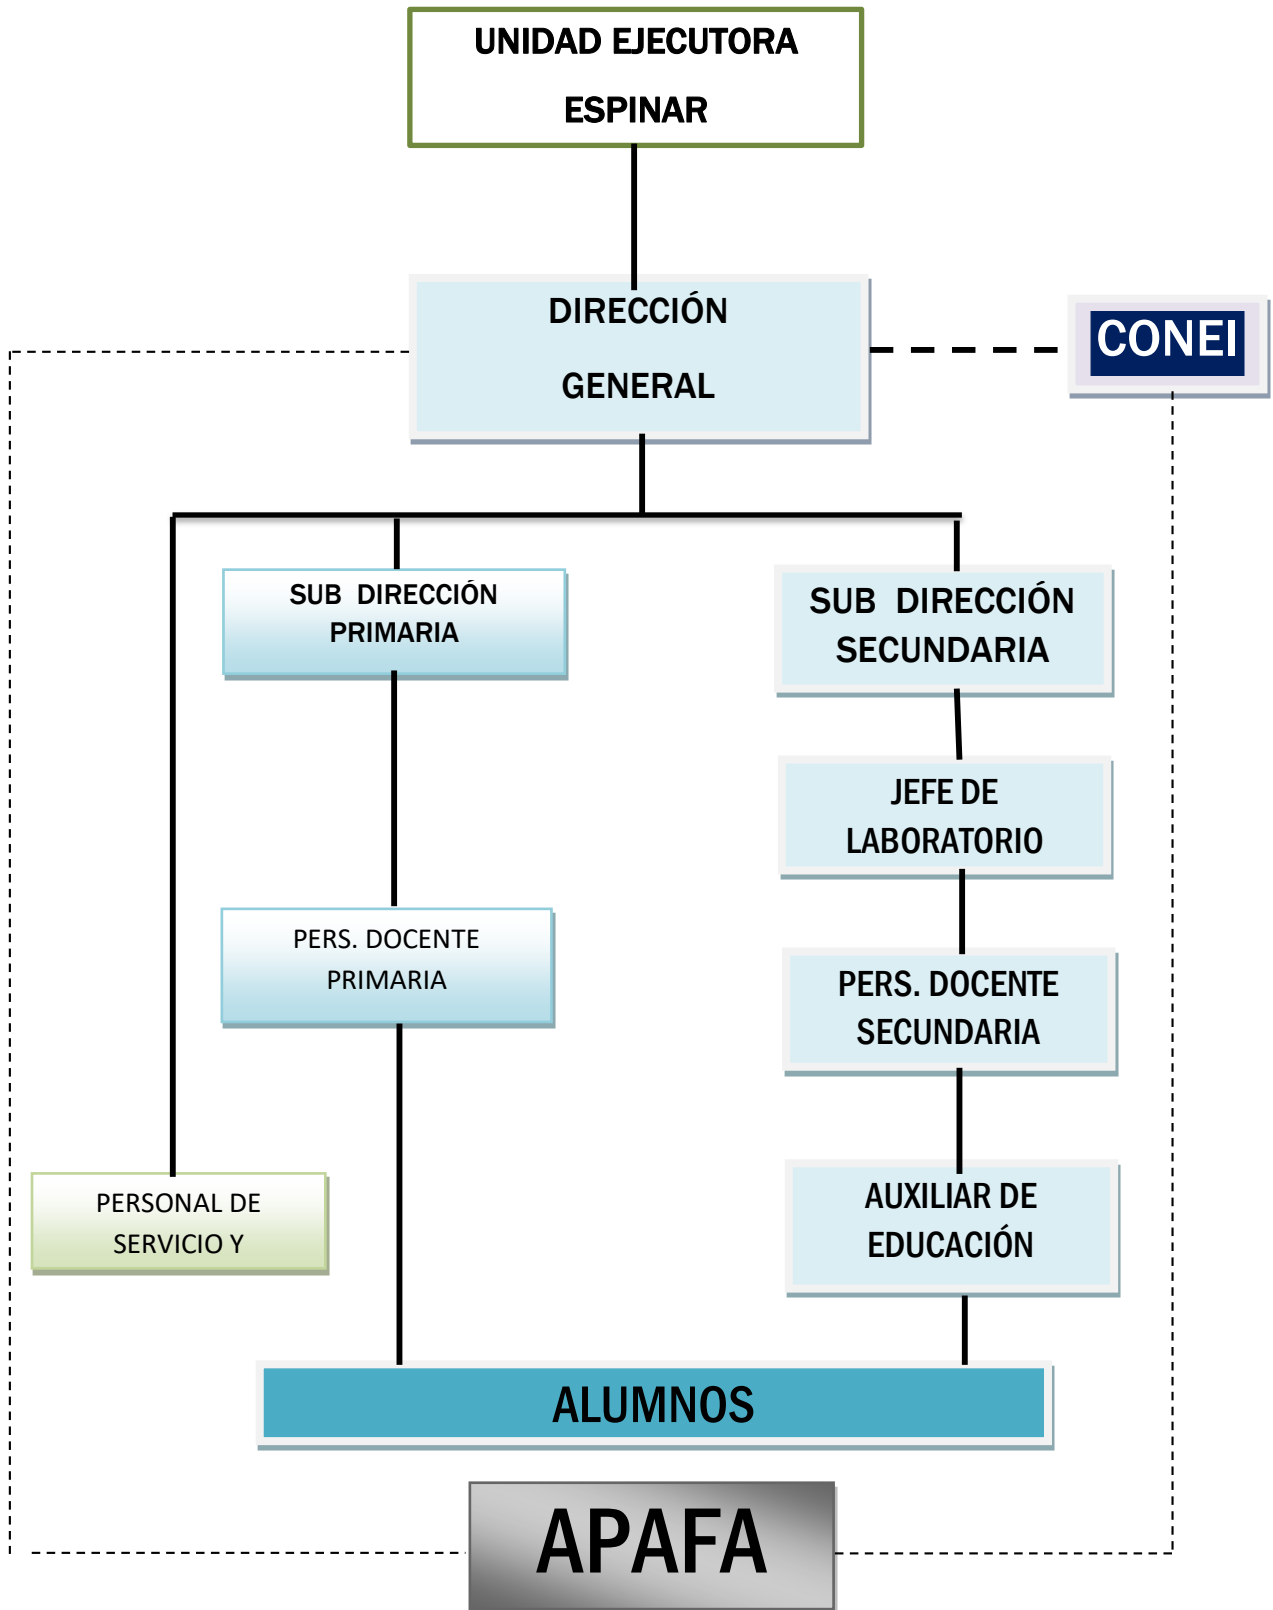 UNIDAD EJECUTORA
ESPINAR
DIRECCIÓN
GENERAL
CONEI
SUB DIRECCIÓN
PRIMARIA
SUB DIRECCIÓN
SECUNDARIA
JEFE DE
LABORATORIO
PERS. DOCENTE
PRIMARIA
PERS. DOCENTE
SECUNDARIA
PERSONAL DE
SERVICIO Y
AUXILIAR DE
EDUCACIÓN
ALUMNOS
APAFA